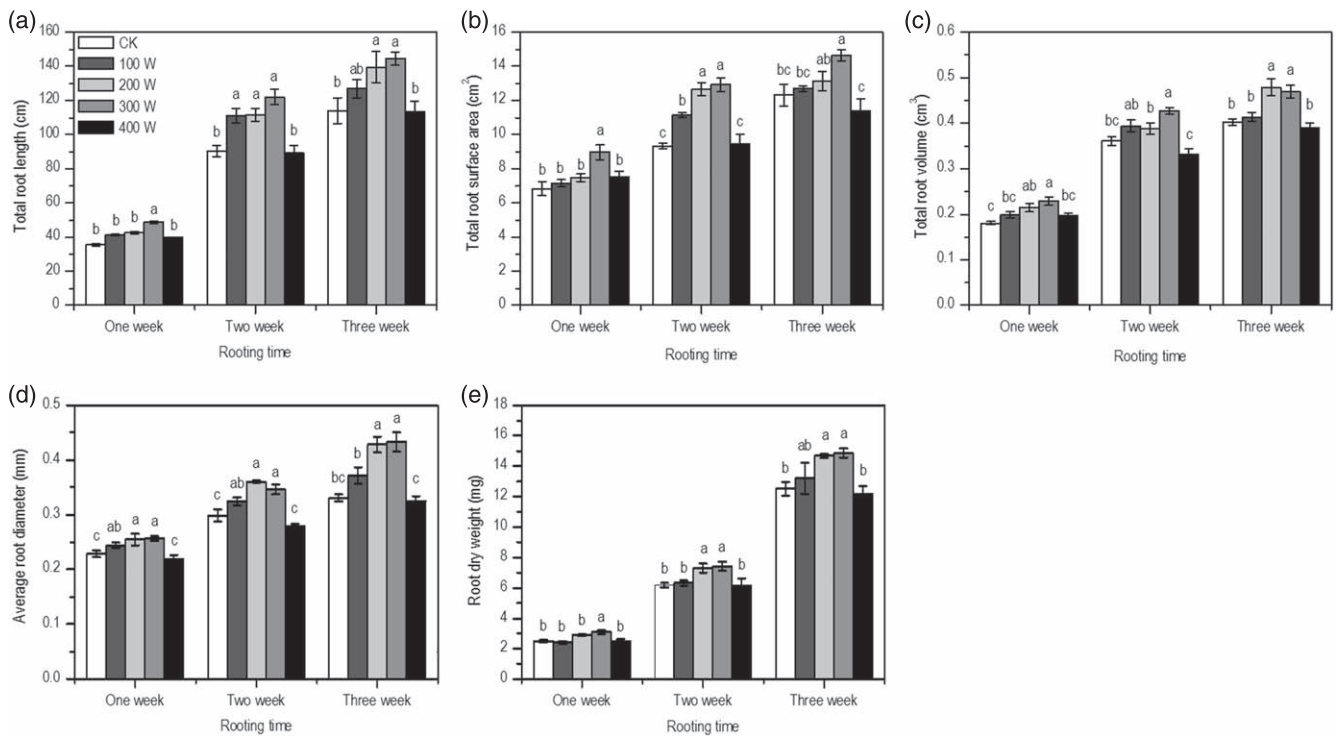 (a)
Total root length (cm)
160
140
120
100
80
60
40
20
0
CK
100 W
200 W
300 W
400 W
b b b a b
b a a a b
b ab a a b
One week Two week Three week
Rooting time
(b)
Total root surface area (cm²)
16
14
12
10
8
6
4
2
0
b b b a b
c b a a c
bc bc ab a c
One week Two week Three week
Rooting time
(c)
Total root volume (cm³)
0.6
0.5
0.4
0.3
0.2
0.1
0.0
c bc ab a bc
bc ab b a c
b b a a b
One week Two week Three week
Rooting time
(d)
Average root diameter (mm)
0.5
0.4
0.3
0.2
0.1
0.0
c ab a a c
c ab a a c
bc b a a c
One week Two week Three week
Rooting time
(e)
Root dry weight (mg)
18
16
14
12
10
8
6
4
2
0
b b b a b
b b a a b
b ab a a b
One week Two week Three week
Rooting time